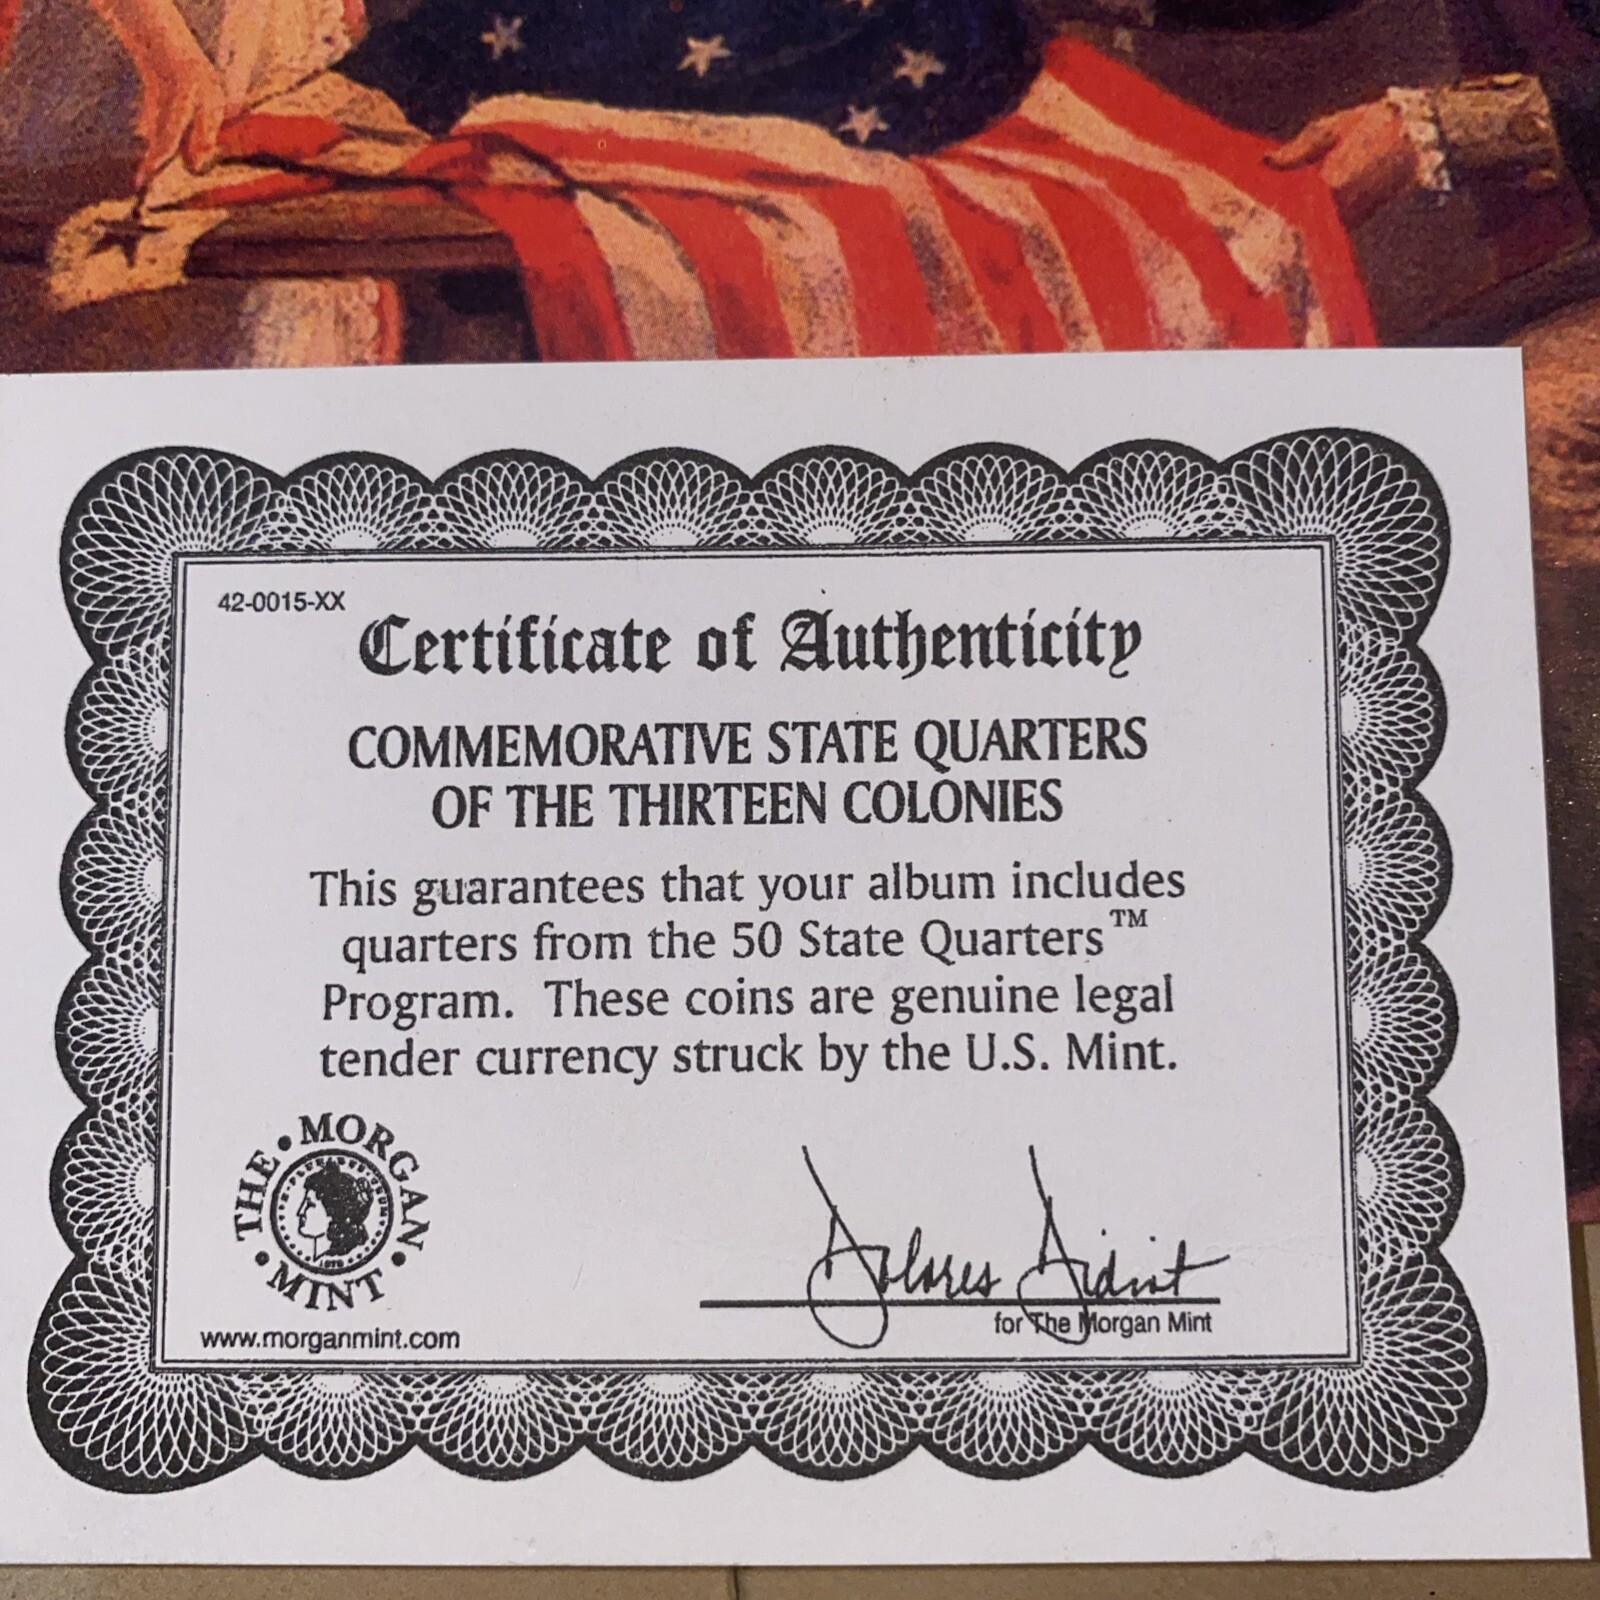 42-0015-XX
Certificate of Authenticity
COMMEMORATIVE STATE QUARTERS
OF THE THIRTEEN COLONIES
This guarantees that your album includes
quarters from the 50 State Quarters™
Program. These coins are genuine legal
tender currency struck by the U.S. Mint.
THE • MORGAN • MINT •
www.morganmint.com
Dolores
for The Morgan Mint